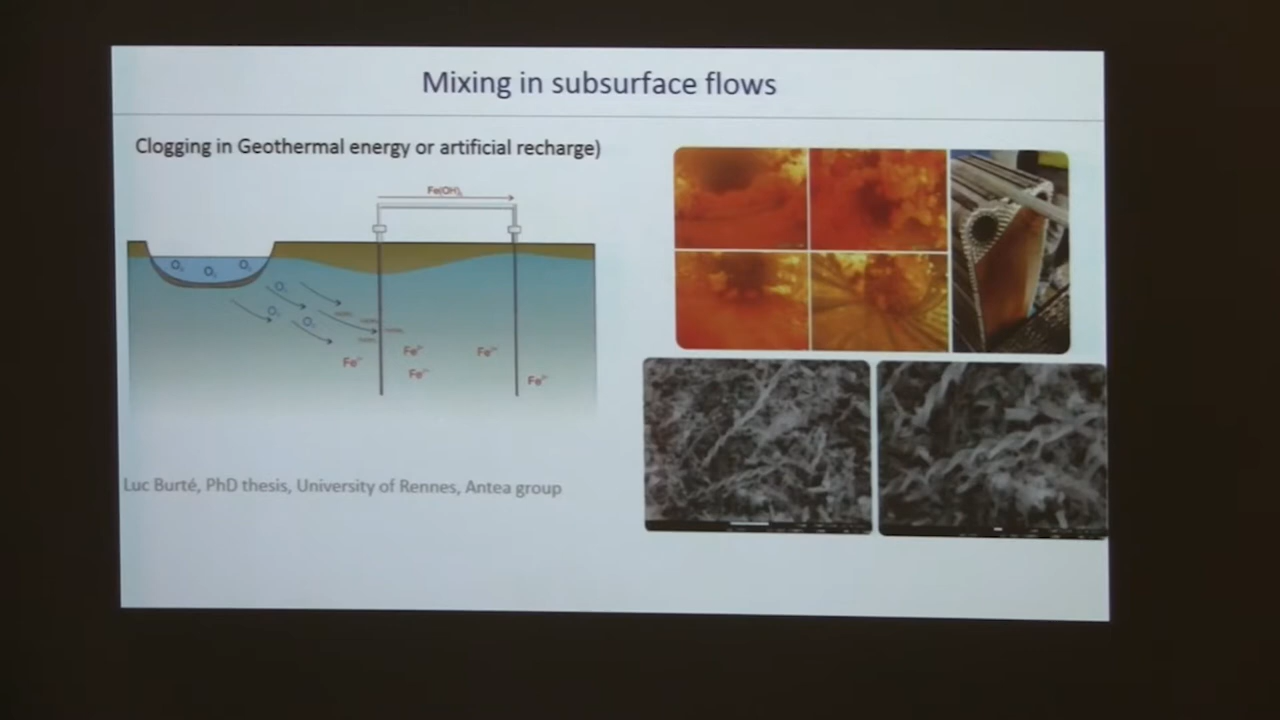 Mixing in subsurface flows
Clogging in Geothermal energy or artificial recharge)
Fe(OH)₃
O₂ O₂ O₂
O₂
O₂
O₂
Fe²⁺ Fe²⁺ Fe²⁺
Fe²⁺ Fe²⁺
Luc Burté, PhD thesis, University of Rennes, Antea group